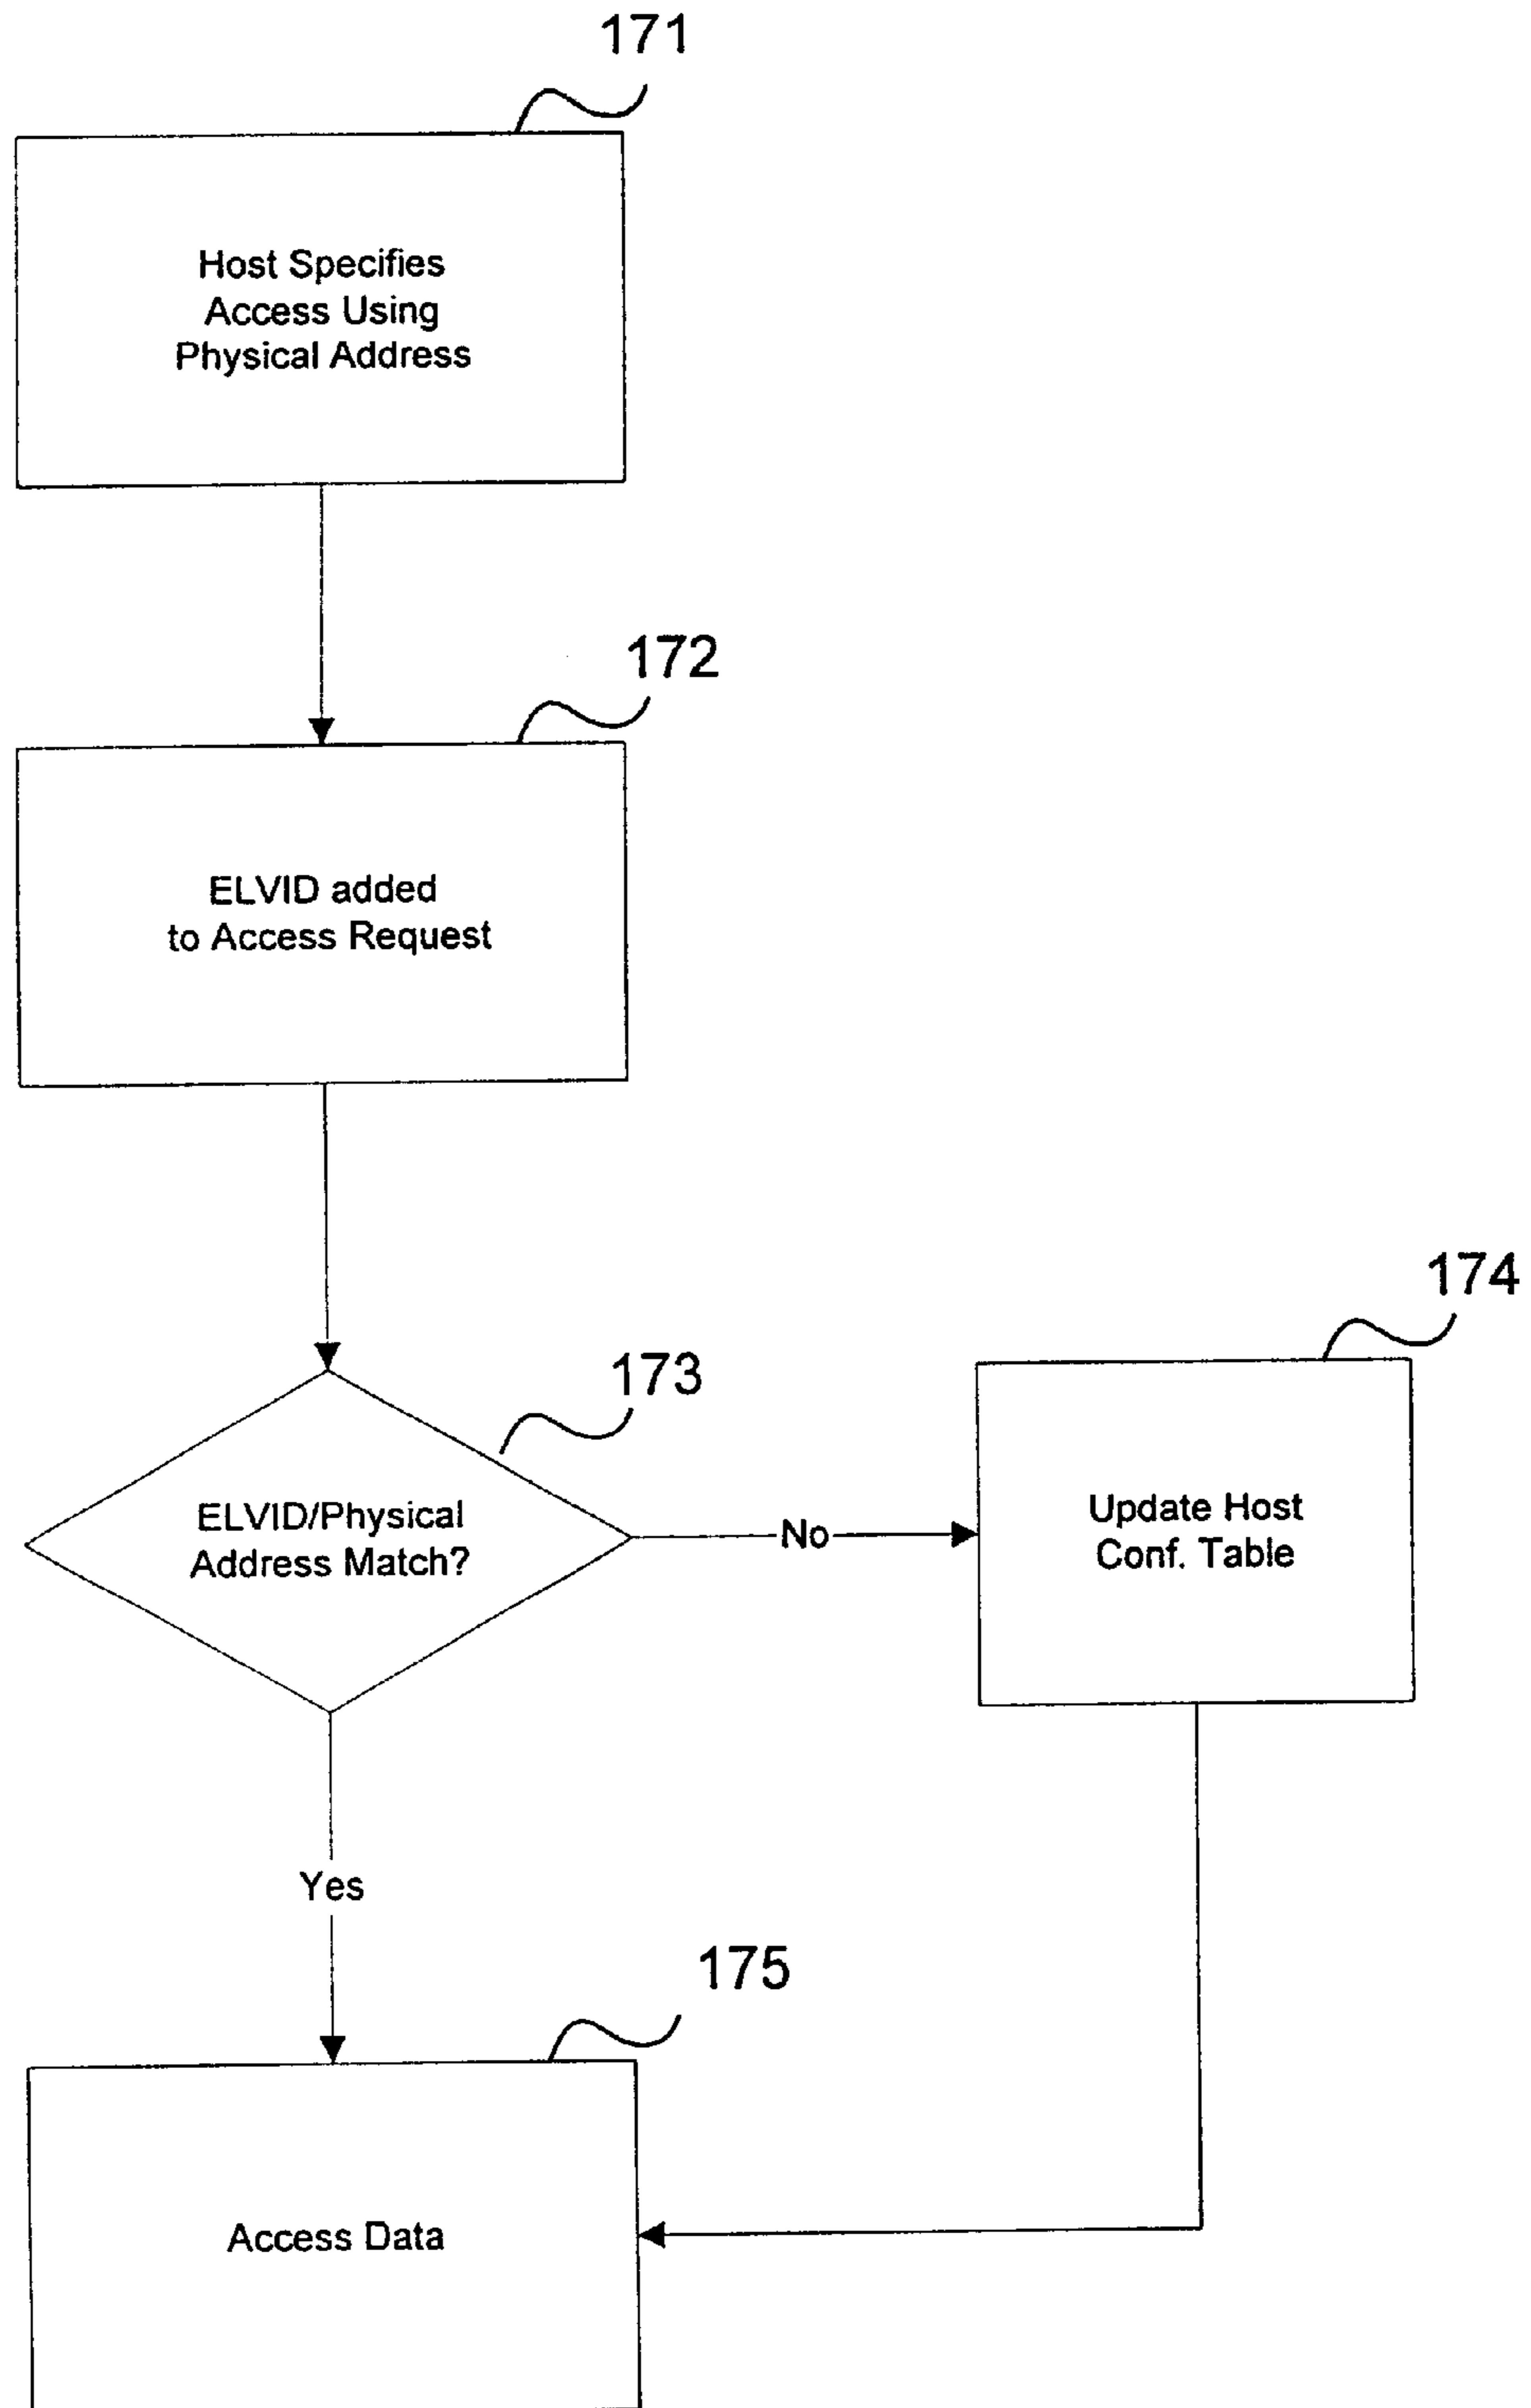 171
Host Specifies
Access Using
Physical Address
172
ELVID added
to Access Request
173
ELVID/Physical
Address Match?
No
174
Update Host
Conf. Table
Yes
175
Access Data